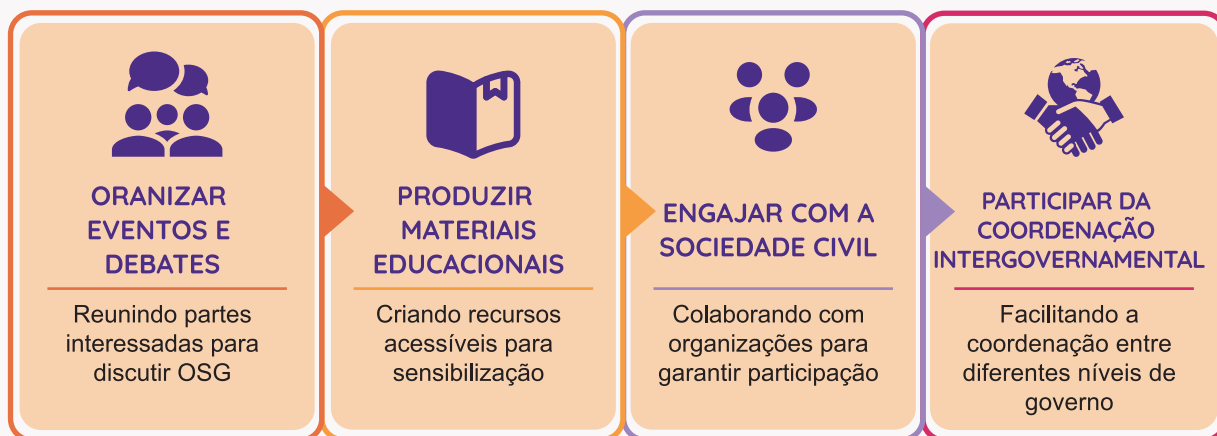 ORANIZAR
EVENTOS E
DEBATES
Reunindo partes
interessadas para
discutir OSG
PRODUZIR
MATERIAIS
EDUCACIONAIS
Criando recursos
acessíveis para
sensibilização
ENGAJAR COM A
SOCIEDADE CIVIL
Colaborando com
organizações para
garantir participação
PARTICIPAR DA
COORDENAÇÃO
INTERGOVERNAMENTAL
Facilitando a
coordenação entre
diferentes níveis de
governo